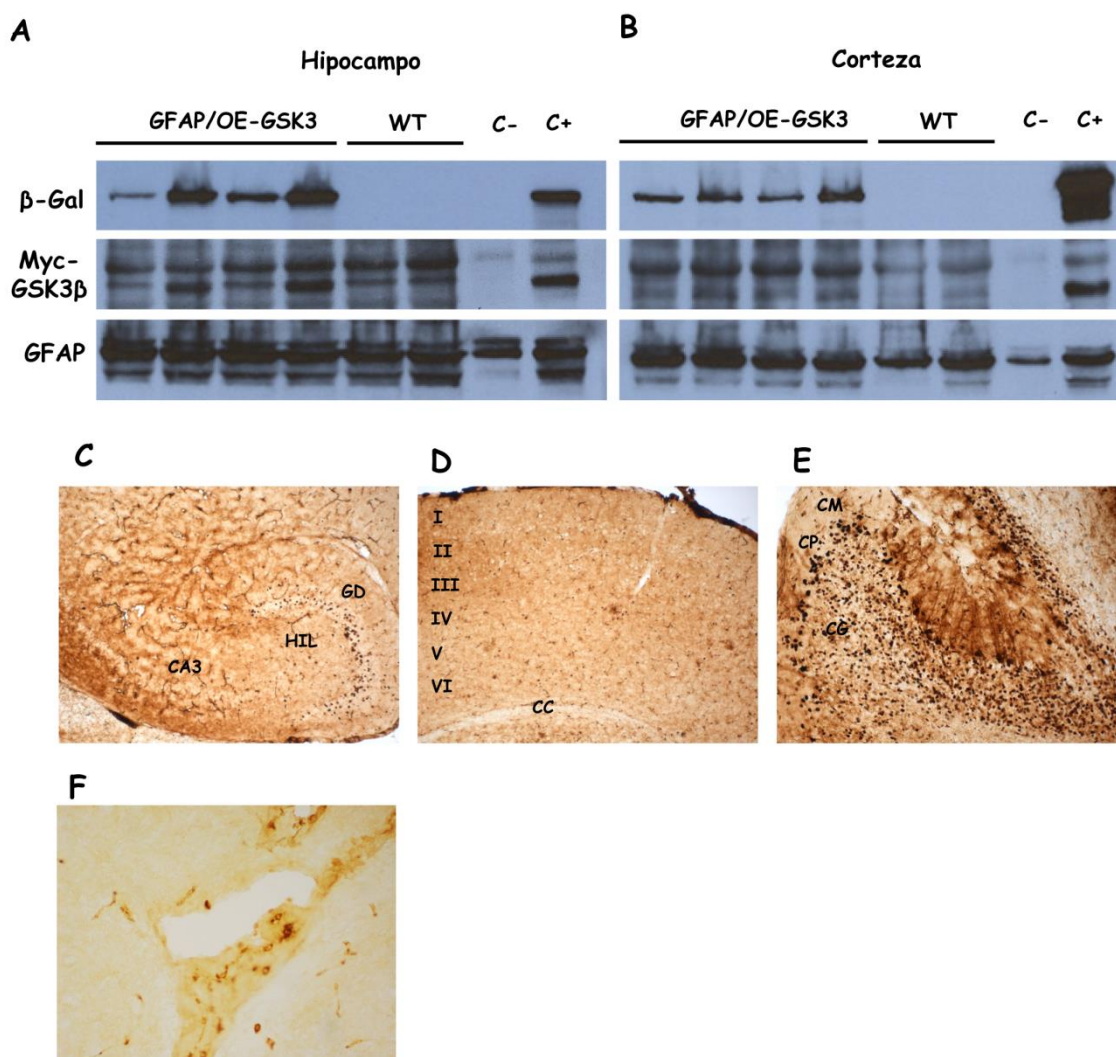 A
B
Hipocampo
Corteza
GFAP/OE-GSK3 WT C- C+
GFAP/OE-GSK3 WT C- C+
β-Gal
Myc-
GSK3β
GFAP
C
D
E
GD
HIL
CA3
I
II
III
IV
V
VI
CC
CM
CP
CG
F